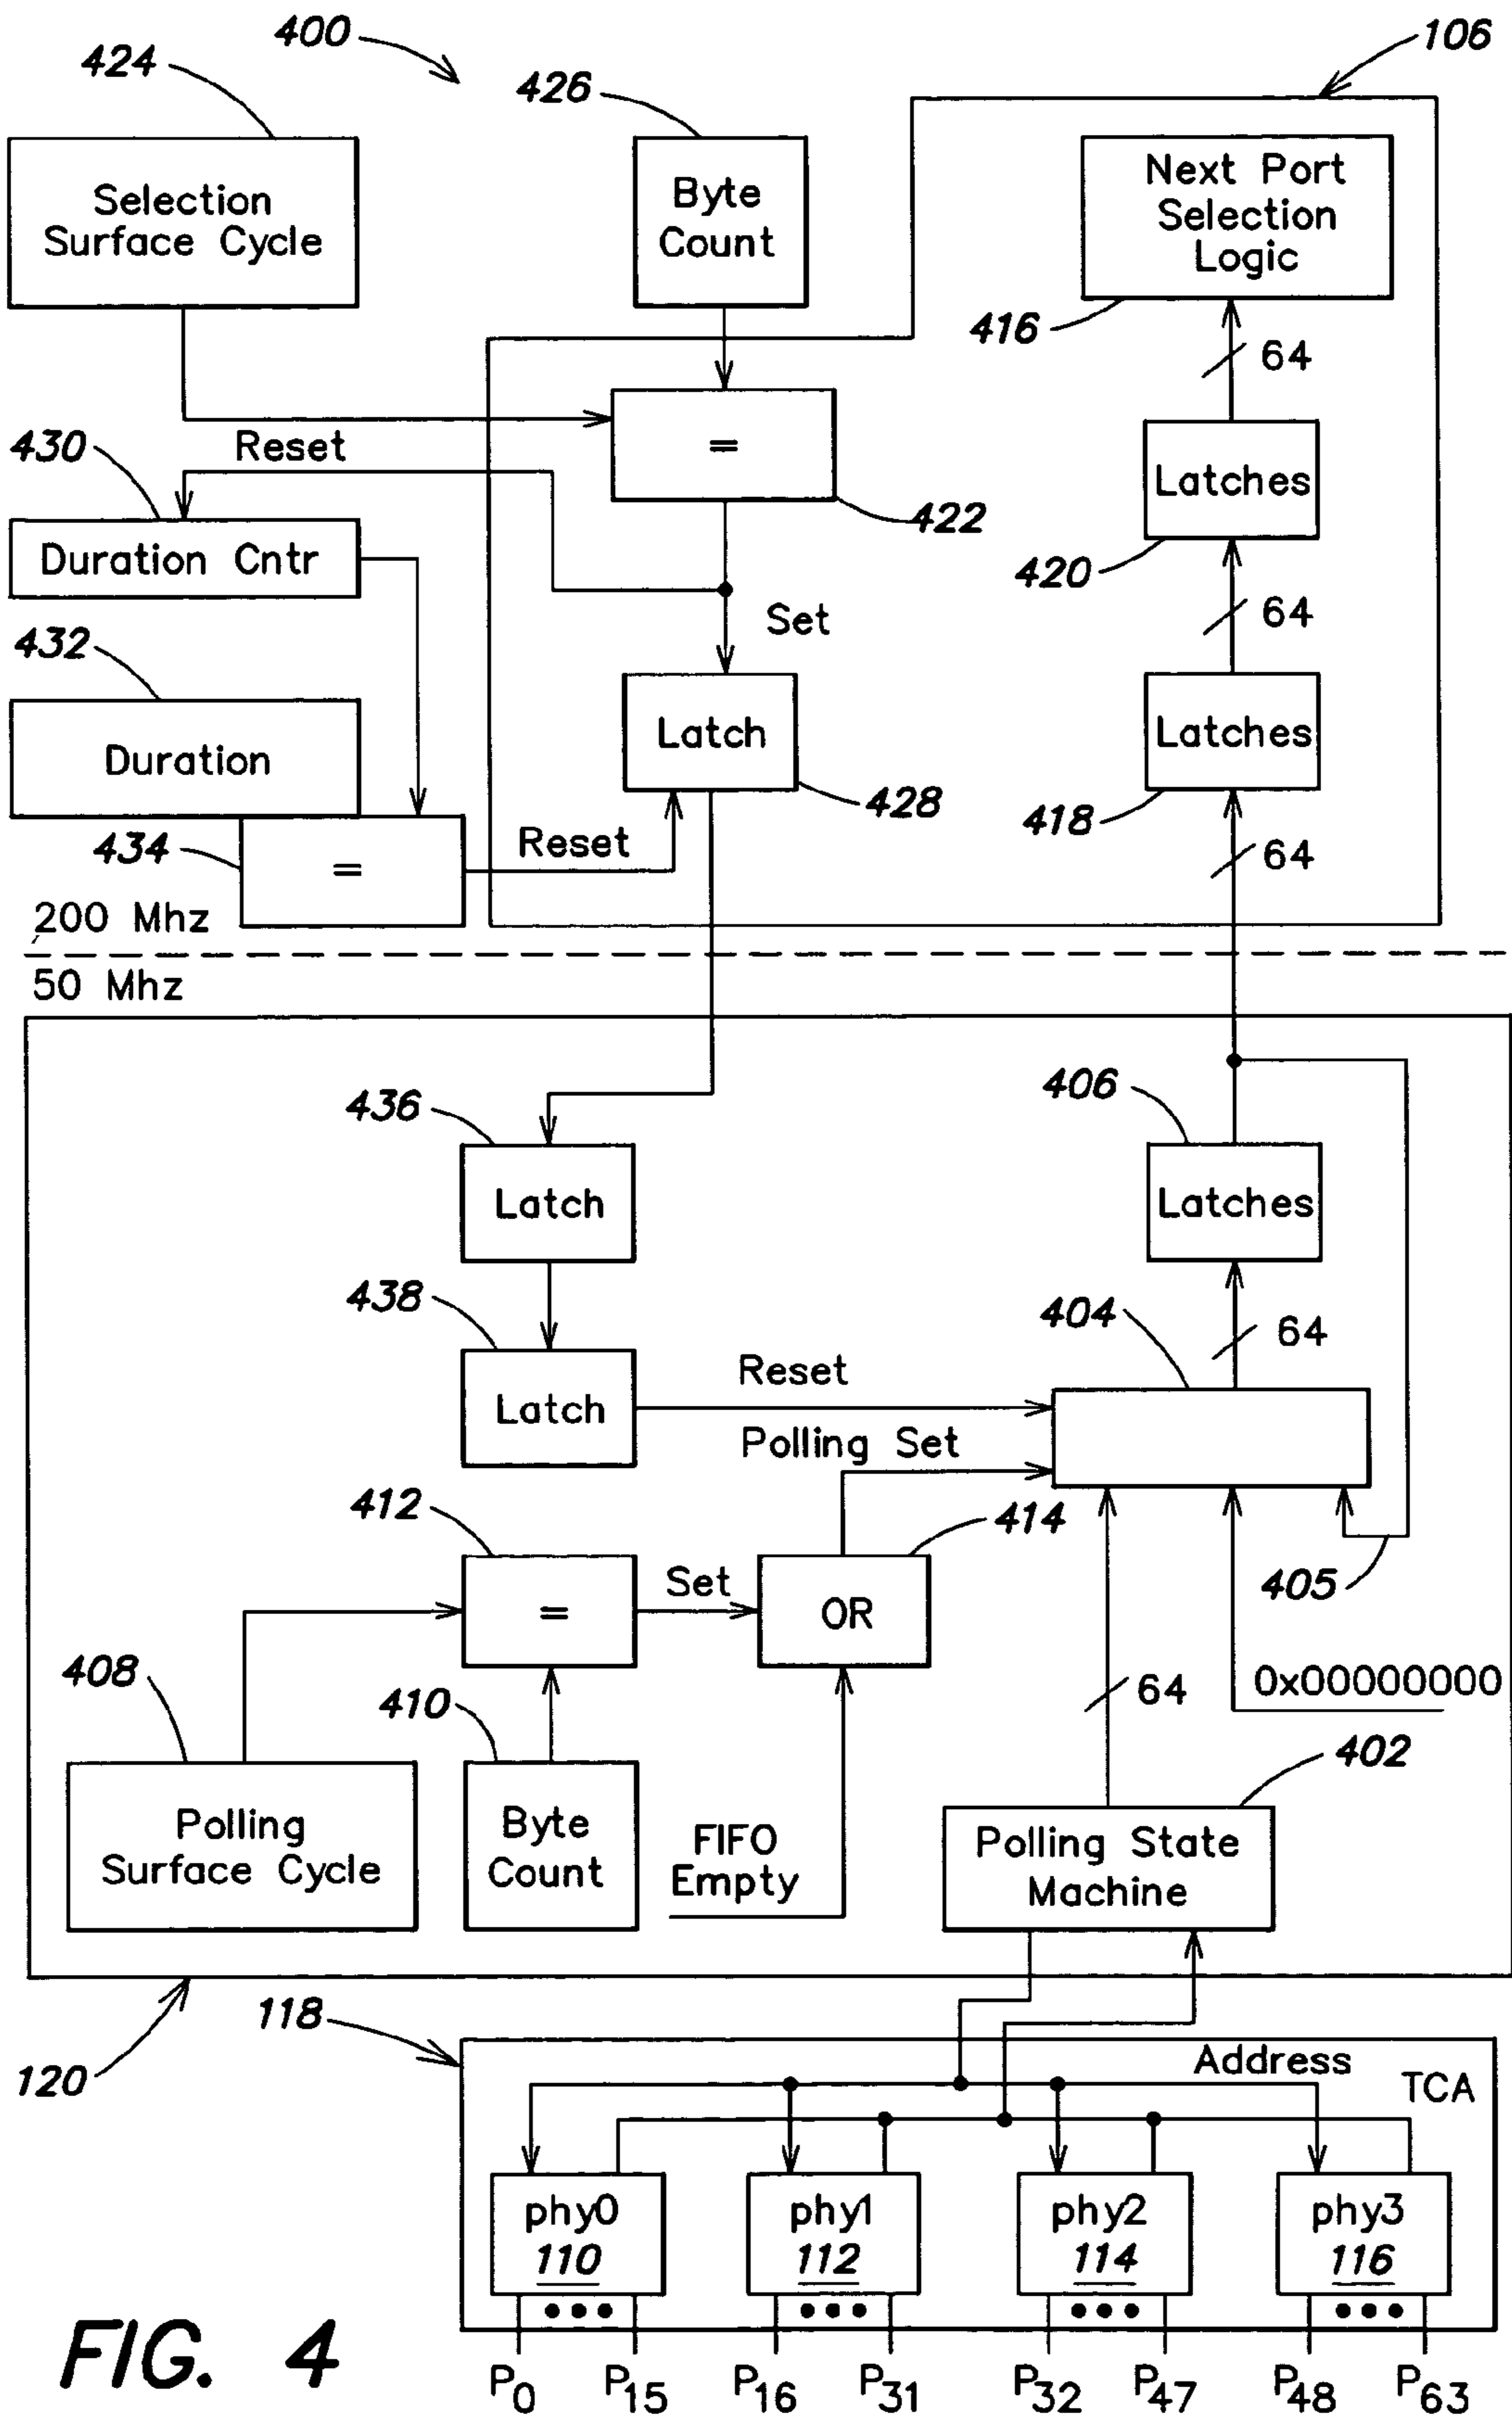 400
106
424
426
Selection
Surface Cycle
Byte
Count
Next Port
Selection
Logic
416
64
430
Reset
=
Latches
422
Duration Cntr
420
Set
64
432
Duration
Latch
Latches
428
418
434
=
Reset
64
200 Mhz
50 Mhz
436
406
Latch
Latches
438
404
64
Latch
Reset
Polling Set
412
414
=
Set
OR
405
408
410
64
0x00000000
402
Polling
Surface Cycle
Byte
Count
FIFO
Empty
Polling State
Machine
118
120
Address
TCA
phy0
110
phy1
112
phy2
114
phy3
116
FIG. 4
P0 P15 P16 P31 P32 P47 P48 P63